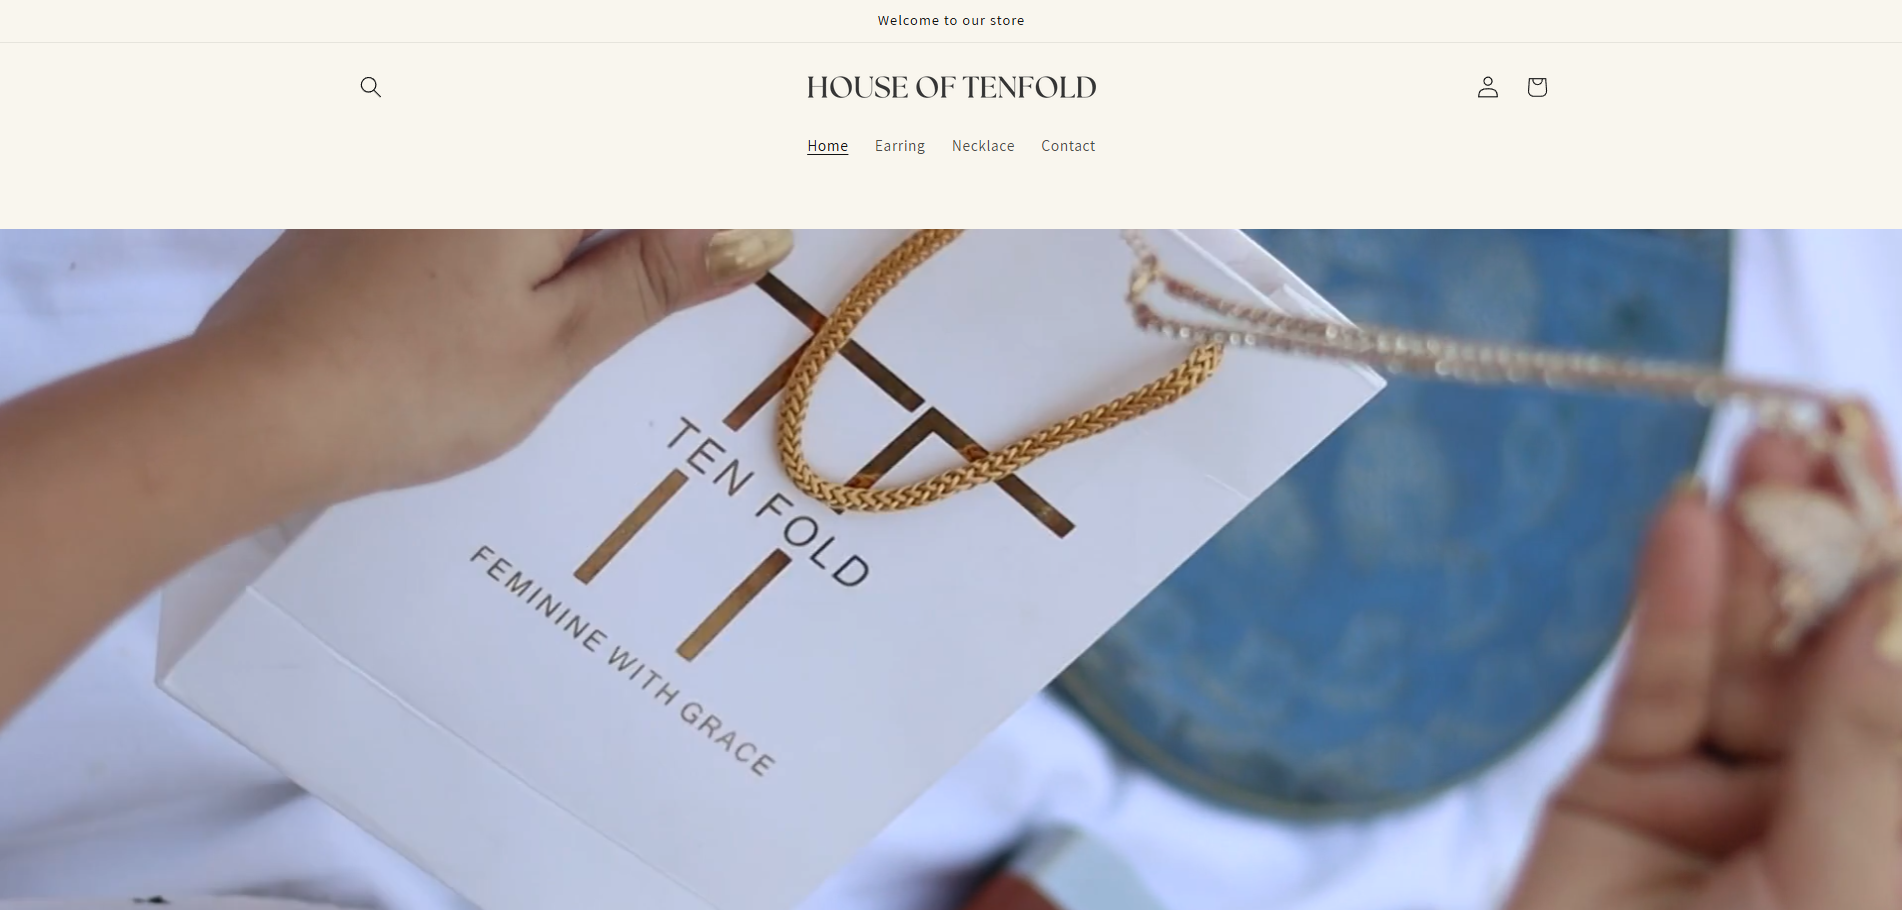 Welcome to our store
HOUSE OF TENFOLD
Home Earring Necklace Contact
TEN FOLD
FEMININE WITH GRACE